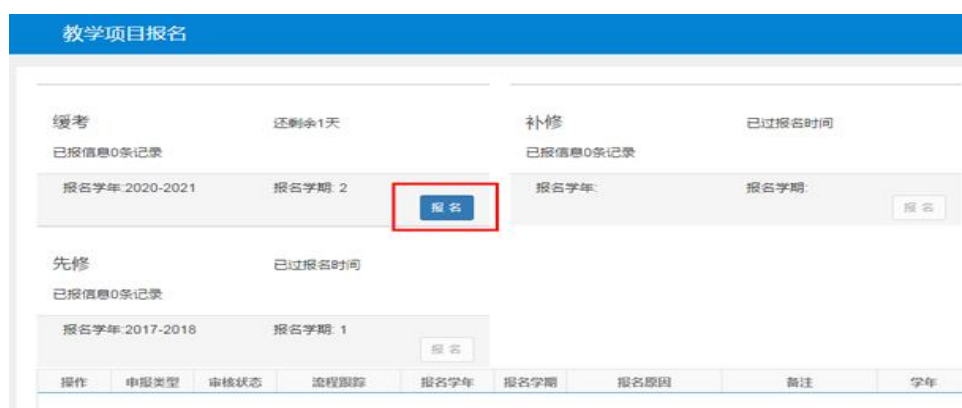 教学项目报名
缓考 还剩余1天 补修 已过报名时间
已报信息0条记录 已报信息0条记录
报名学年:2020-2021 报名学期: 2 报 名 报名学年: 报名学期: 报 名
先修 已过报名时间
已报信息0条记录
报名学年:2017-2018 报名学期: 1 报 名
操作 申报类型 审核状态 流程跟踪 报名学年 报名学期 报名原因 备注 学年